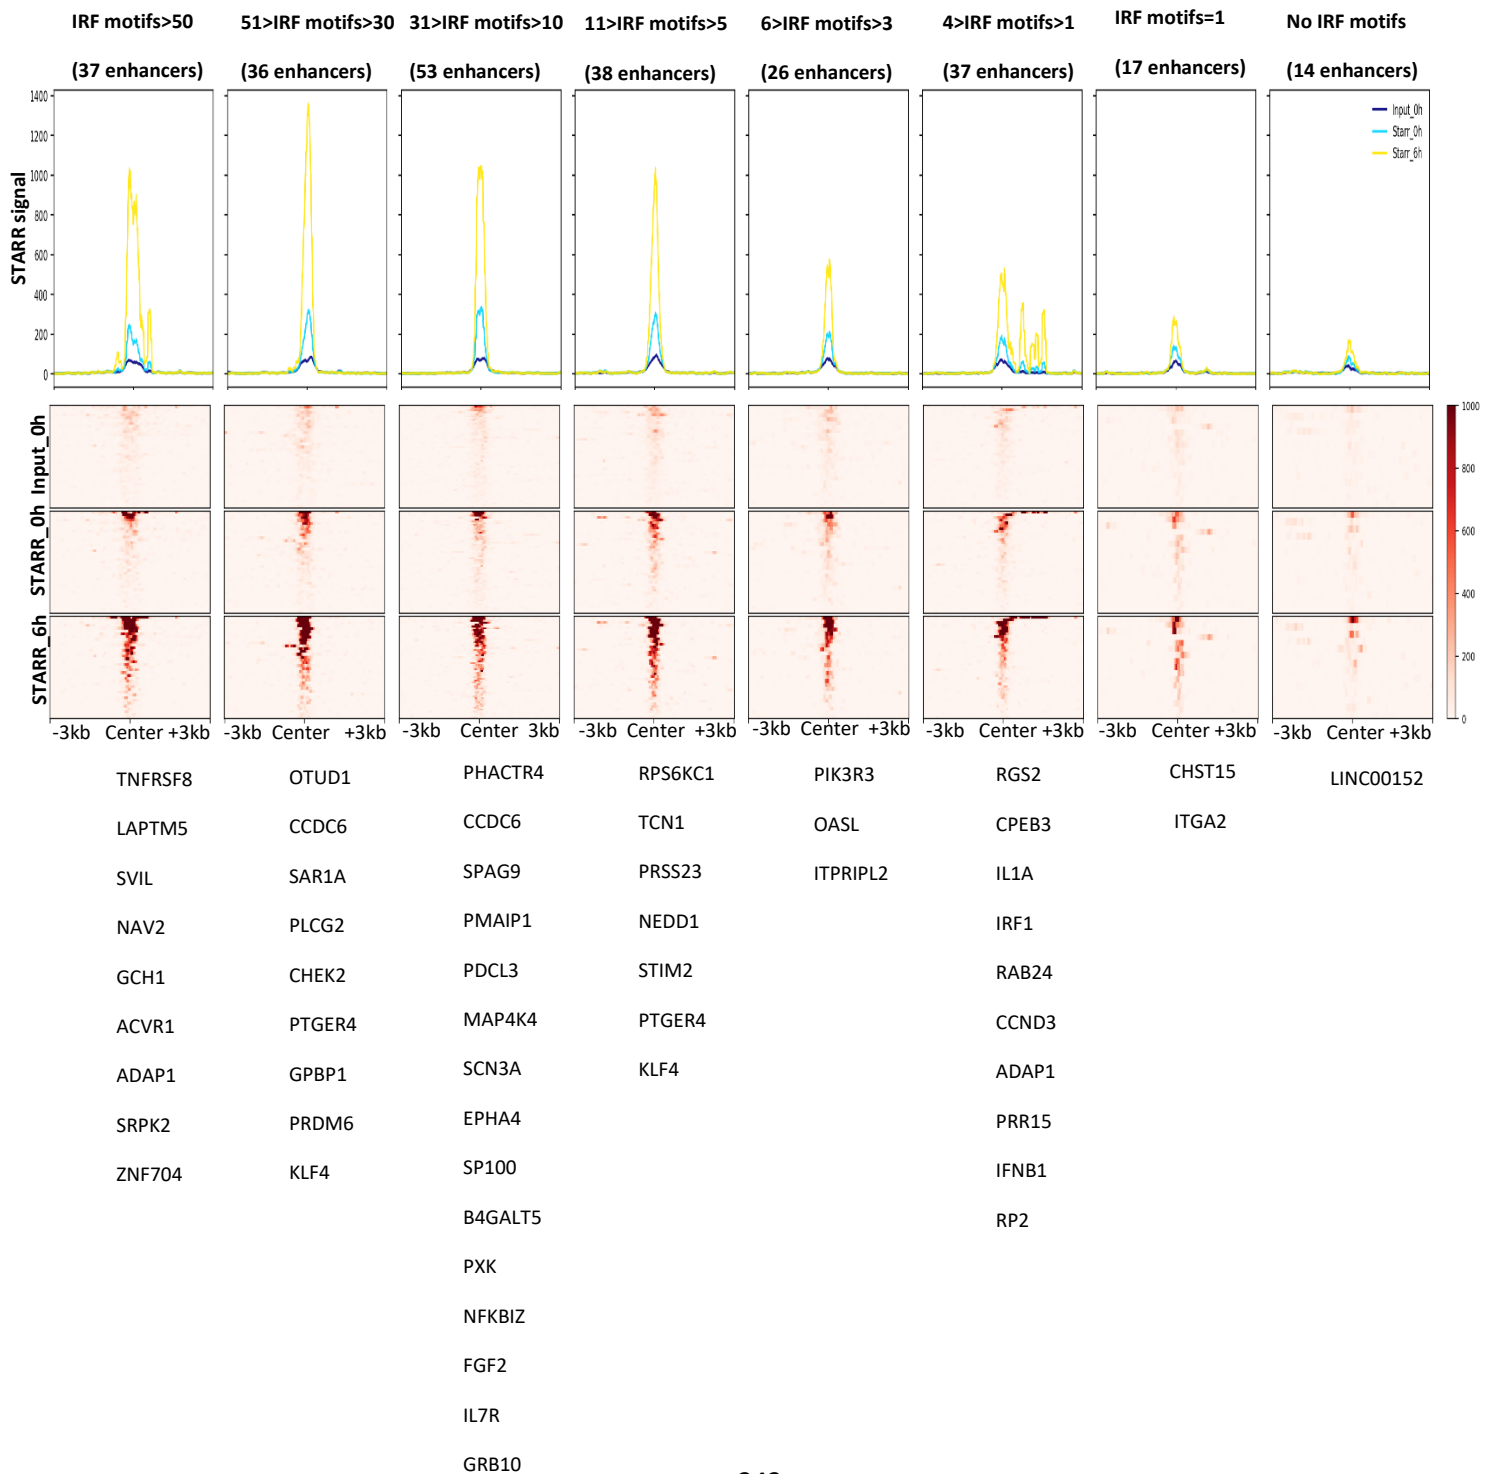 IRF motifs>50 51>IRF motifs>30 31>IRF motifs>10 11>IRF motifs>5 6>IRF motifs>3 4>IRF motifs>1 IRF motifs=1 No IRF motifs
(37 enhancers) (36 enhancers) (53 enhancers) (38 enhancers) (26 enhancers) (37 enhancers) (17 enhancers) (14 enhancers)
STARR signal
1400
1200
1000
800
600
400
200
0
Input_0h
Starr_0h
Starr_6h
Input_0h
STARR_0h
STARR_6h
1000
800
600
400
200
0
-3kb Center +3kb -3kb Center +3kb -3kb Center 3kb -3kb Center +3kb -3kb Center +3kb -3kb Center +3kb -3kb Center +3kb -3kb Center +3kb
TNFRSF8 OTUD1 PHACTR4 RPS6KC1 PIK3R3 RGS2 CHST15 LINC00152
LAPTM5 CCDC6 CCDC6 TCN1 OASL CPEB3 ITGA2
SVIL SAR1A SPAG9 PRSS23 ITPRIPL2 IL1A
NAV2 PLCG2 PMAIP1 NEDD1 IRF1
GCH1 CHEK2 PDCL3 STIM2 RAB24
ACVR1 PTGER4 MAP4K4 PTGER4 CCND3
ADAP1 GPBP1 SCN3A KLF4 ADAP1
SRPK2 PRDM6 EPHA4 PRR15
ZNF704 KLF4 SP100 IFNB1
B4GALT5 RP2
PXK
NFKBIZ
FGF2
IL7R
GRB10